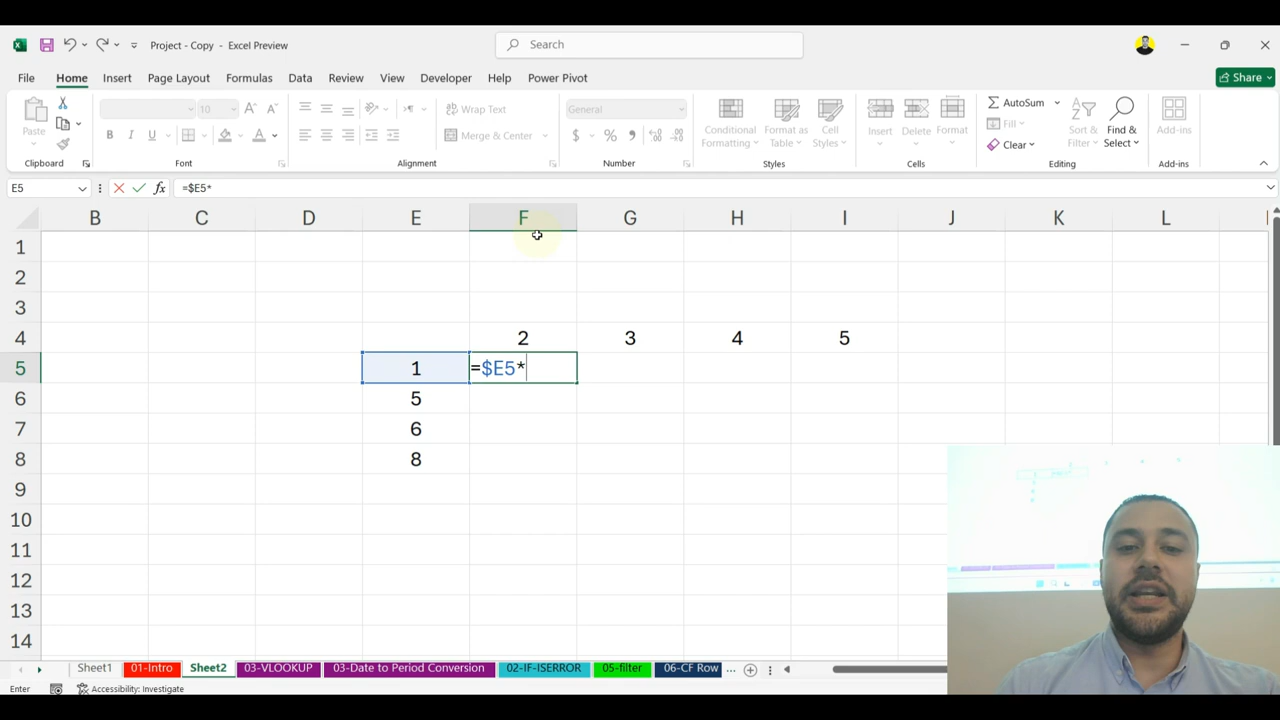 Project - Copy - Excel Preview
Search
File Home Insert Page Layout Formulas Data Review View Developer Help Power Pivot
Share
Paste
10
A A
B I U
A
Wrap Text
Merge & Center
General
$ % ,
Conditional Formatting
Format as Table
Cell Styles
Insert
Delete
Format
AutoSum
Fill
Clear
Sort & Filter
Find & Select
Add-ins
Clipboard Font Alignment Number Styles Cells Editing Add-ins
E5 fx =$E5*
B C D E F G H I J K L
1
2
3
4 2 3 4 5
5 1 =$E5*
6 5
7 6
8 8
9
10
11
12
13
14
Sheet1 01-Intro Sheet2 03-VLOOKUP 03-Date to Period Conversion 02-IF-ISERROR 05-filter 06-CF Row ...
Enter Accessibility: Investigate